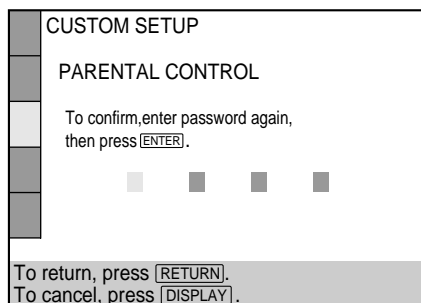 CUSTOM SETUP
PARENTAL CONTROL
To confirm,enter password again,
then press ENTER.
To return, press RETURN.
To cancel, press DISPLAY.